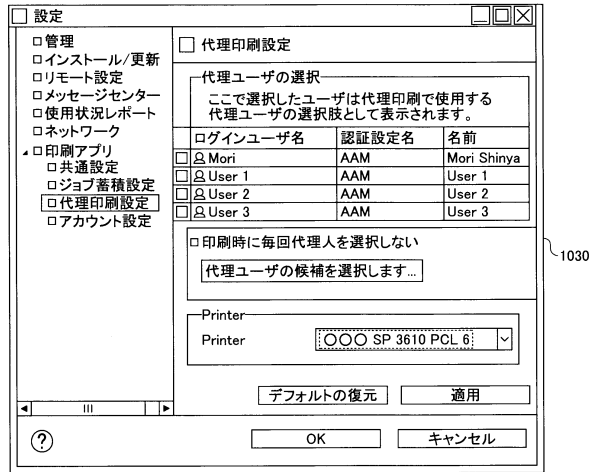 設定
管理
インストール/更新
リモート設定
メッセージセンター
使用状況レポート
ネットワーク
印刷アプリ
共通設定
ジョブ蓄積設定
代理印刷設定
アカウント設定
代理印刷設定
代理ユーザの選択
ここで選択したユーザは代理印刷で使用する
代理ユーザの選択肢として表示されます。
ログインユーザ名 認証設定名 名前
Mori AAM Mori Shinya
User 1 AAM User 1
User 2 AAM User 2
User 3 AAM User 3
印刷時に毎回代理人を選択しない
代理ユーザの候補を選択します...
Printer
Printer 〇〇〇 SP 3610 PCL 6
デフォルトの復元 適用
? OK キャンセル
1030